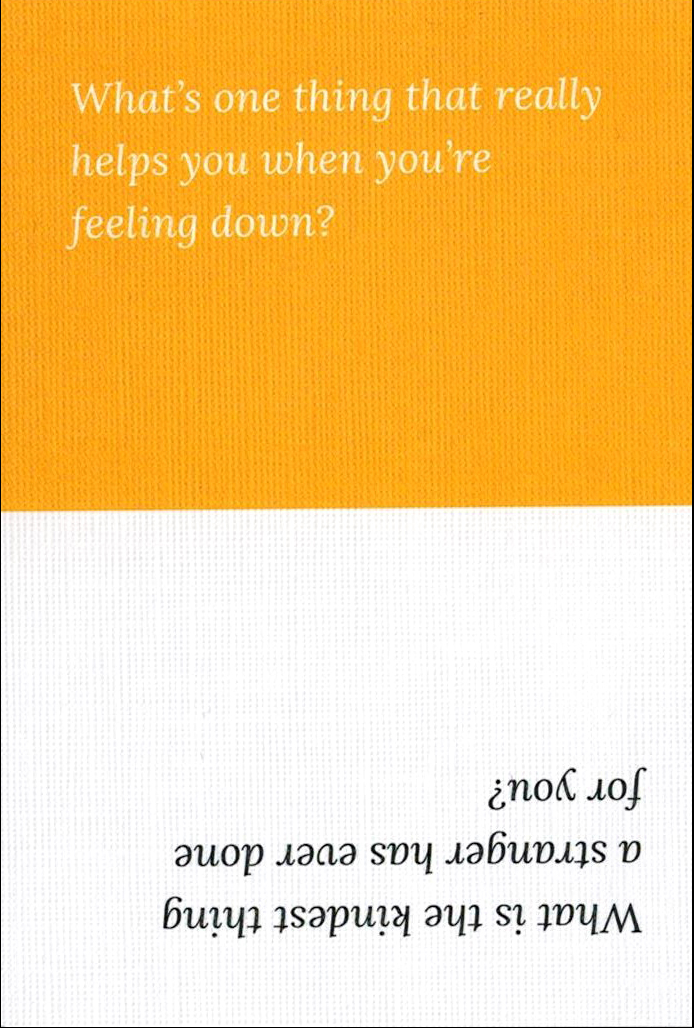 What's one thing that really
helps you when you're
feeling down?
What is the kindest thing
a stranger has ever done
for you?